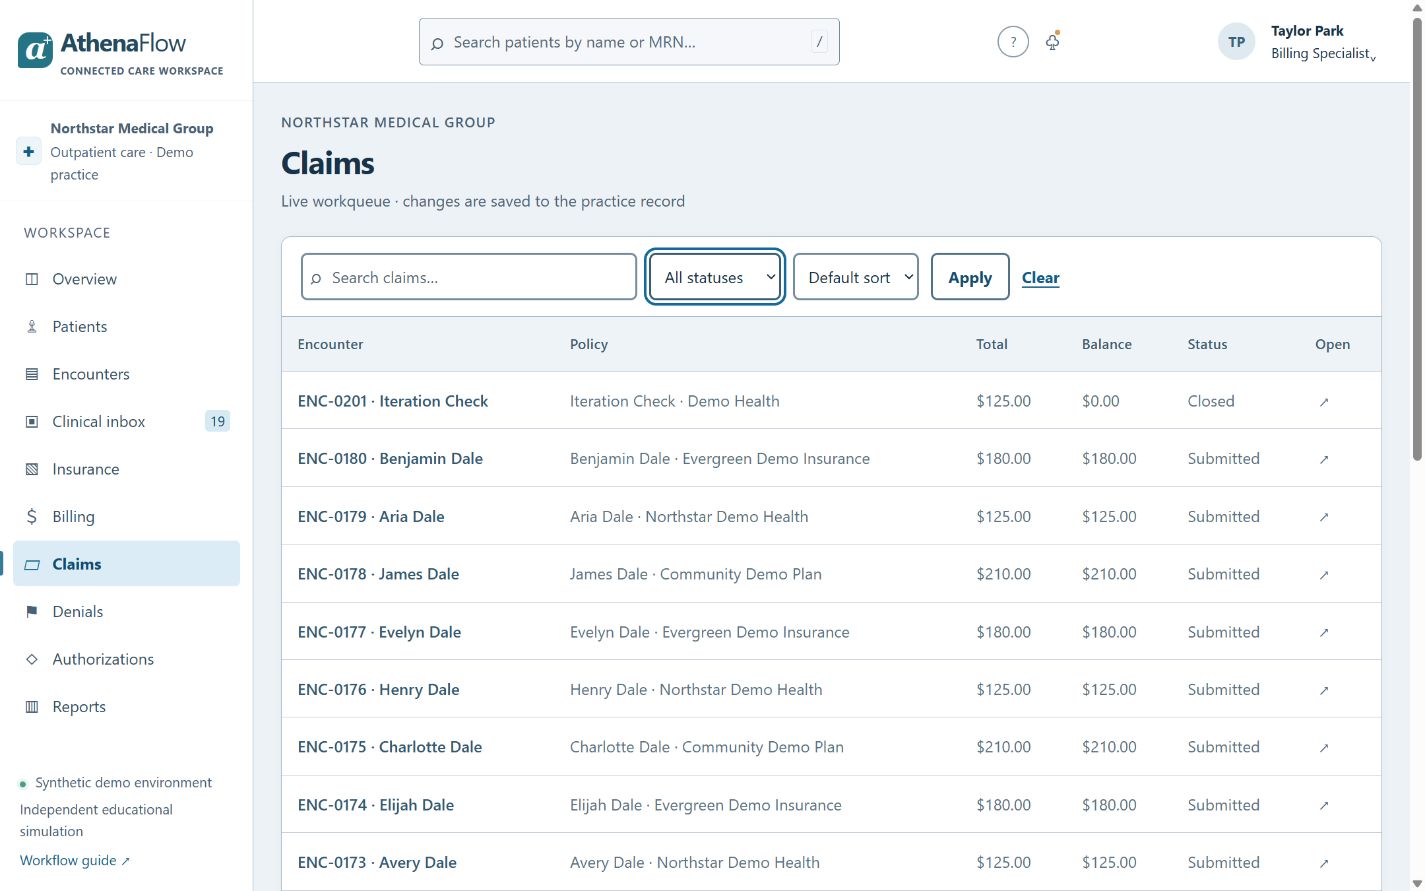 AthenaFlow
CONNECTED CARE WORKSPACE
Search patients by name or MRN...
/
?
TP
Taylor Park
Billing Specialist
Northstar Medical Group
Outpatient care · Demo
practice
WORKSPACE
Overview
Patients
Encounters
Clinical inbox 19
Insurance
Billing
Claims
Denials
Authorizations
Reports
Synthetic demo environment
Independent educational
simulation
Workflow guide ↗
NORTHSTAR MEDICAL GROUP
Claims
Live workqueue · changes are saved to the practice record
Search claims... All statuses Default sort Apply Clear
Encounter Policy Total Balance Status Open
ENC-0201 · Iteration Check Iteration Check · Demo Health $125.00 $0.00 Closed ↗
ENC-0180 · Benjamin Dale Benjamin Dale · Evergreen Demo Insurance $180.00 $180.00 Submitted ↗
ENC-0179 · Aria Dale Aria Dale · Northstar Demo Health $125.00 $125.00 Submitted ↗
ENC-0178 · James Dale James Dale · Community Demo Plan $210.00 $210.00 Submitted ↗
ENC-0177 · Evelyn Dale Evelyn Dale · Evergreen Demo Insurance $180.00 $180.00 Submitted ↗
ENC-0176 · Henry Dale Henry Dale · Northstar Demo Health $125.00 $125.00 Submitted ↗
ENC-0175 · Charlotte Dale Charlotte Dale · Community Demo Plan $210.00 $210.00 Submitted ↗
ENC-0174 · Elijah Dale Elijah Dale · Evergreen Demo Insurance $180.00 $180.00 Submitted ↗
ENC-0173 · Avery Dale Avery Dale · Northstar Demo Health $125.00 $125.00 Submitted ↗